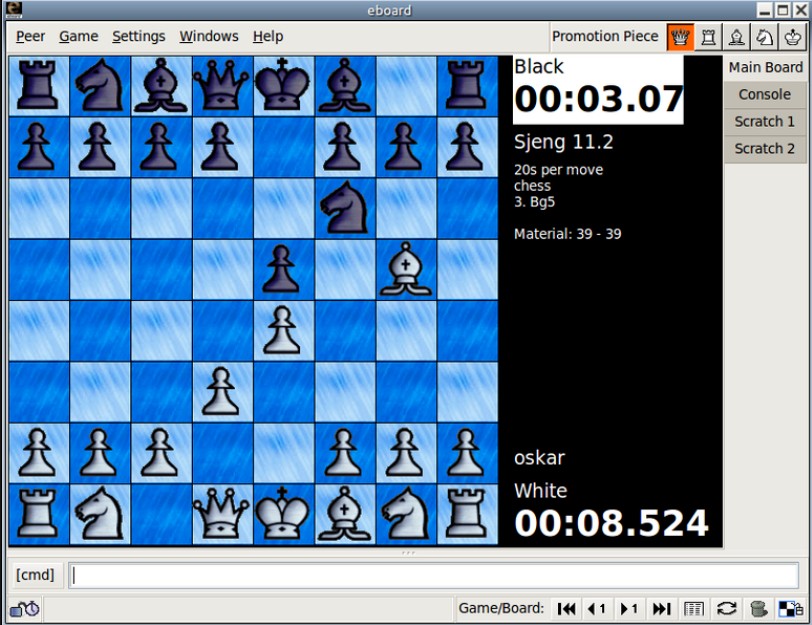 eboard
Peer Game Settings Windows Help Promotion Piece
Black
00:03.07
Sjeng 11.2
20s per move
chess
3. Bg5
Material: 39 - 39
oskar
White
00:08.524
Main Board
Console
Scratch 1
Scratch 2
[cmd]
Game/Board: 1 1